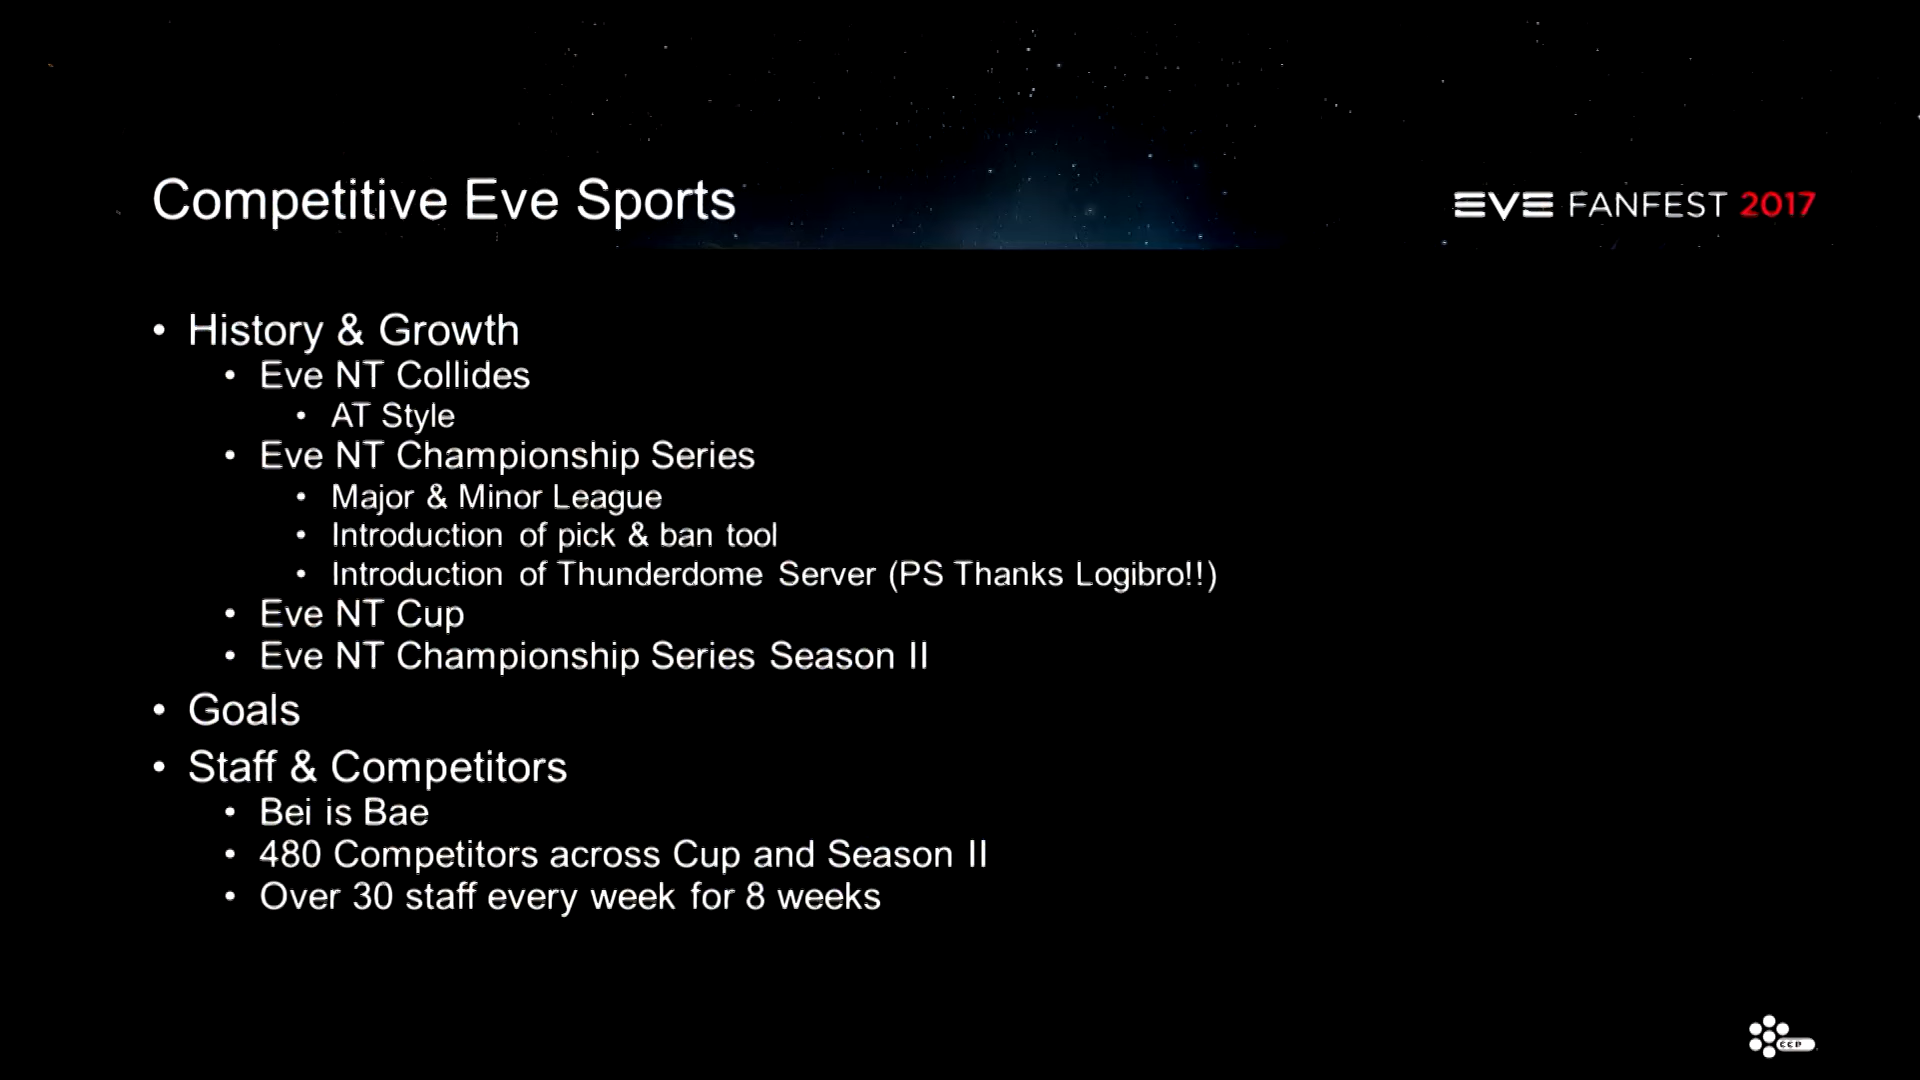 Competitive Eve Sports
EVE FANFEST 2017
• History & Growth
• Eve NT Collides
• AT Style
• Eve NT Championship Series
• Major & Minor League
• Introduction of pick & ban tool
• Introduction of Thunderdome Server (PS Thanks Logibro!!)
• Eve NT Cup
• Eve NT Championship Series Season II
• Goals
• Staff & Competitors
• Bei is Bae
• 480 Competitors across Cup and Season II
• Over 30 staff every week for 8 weeks
CCP